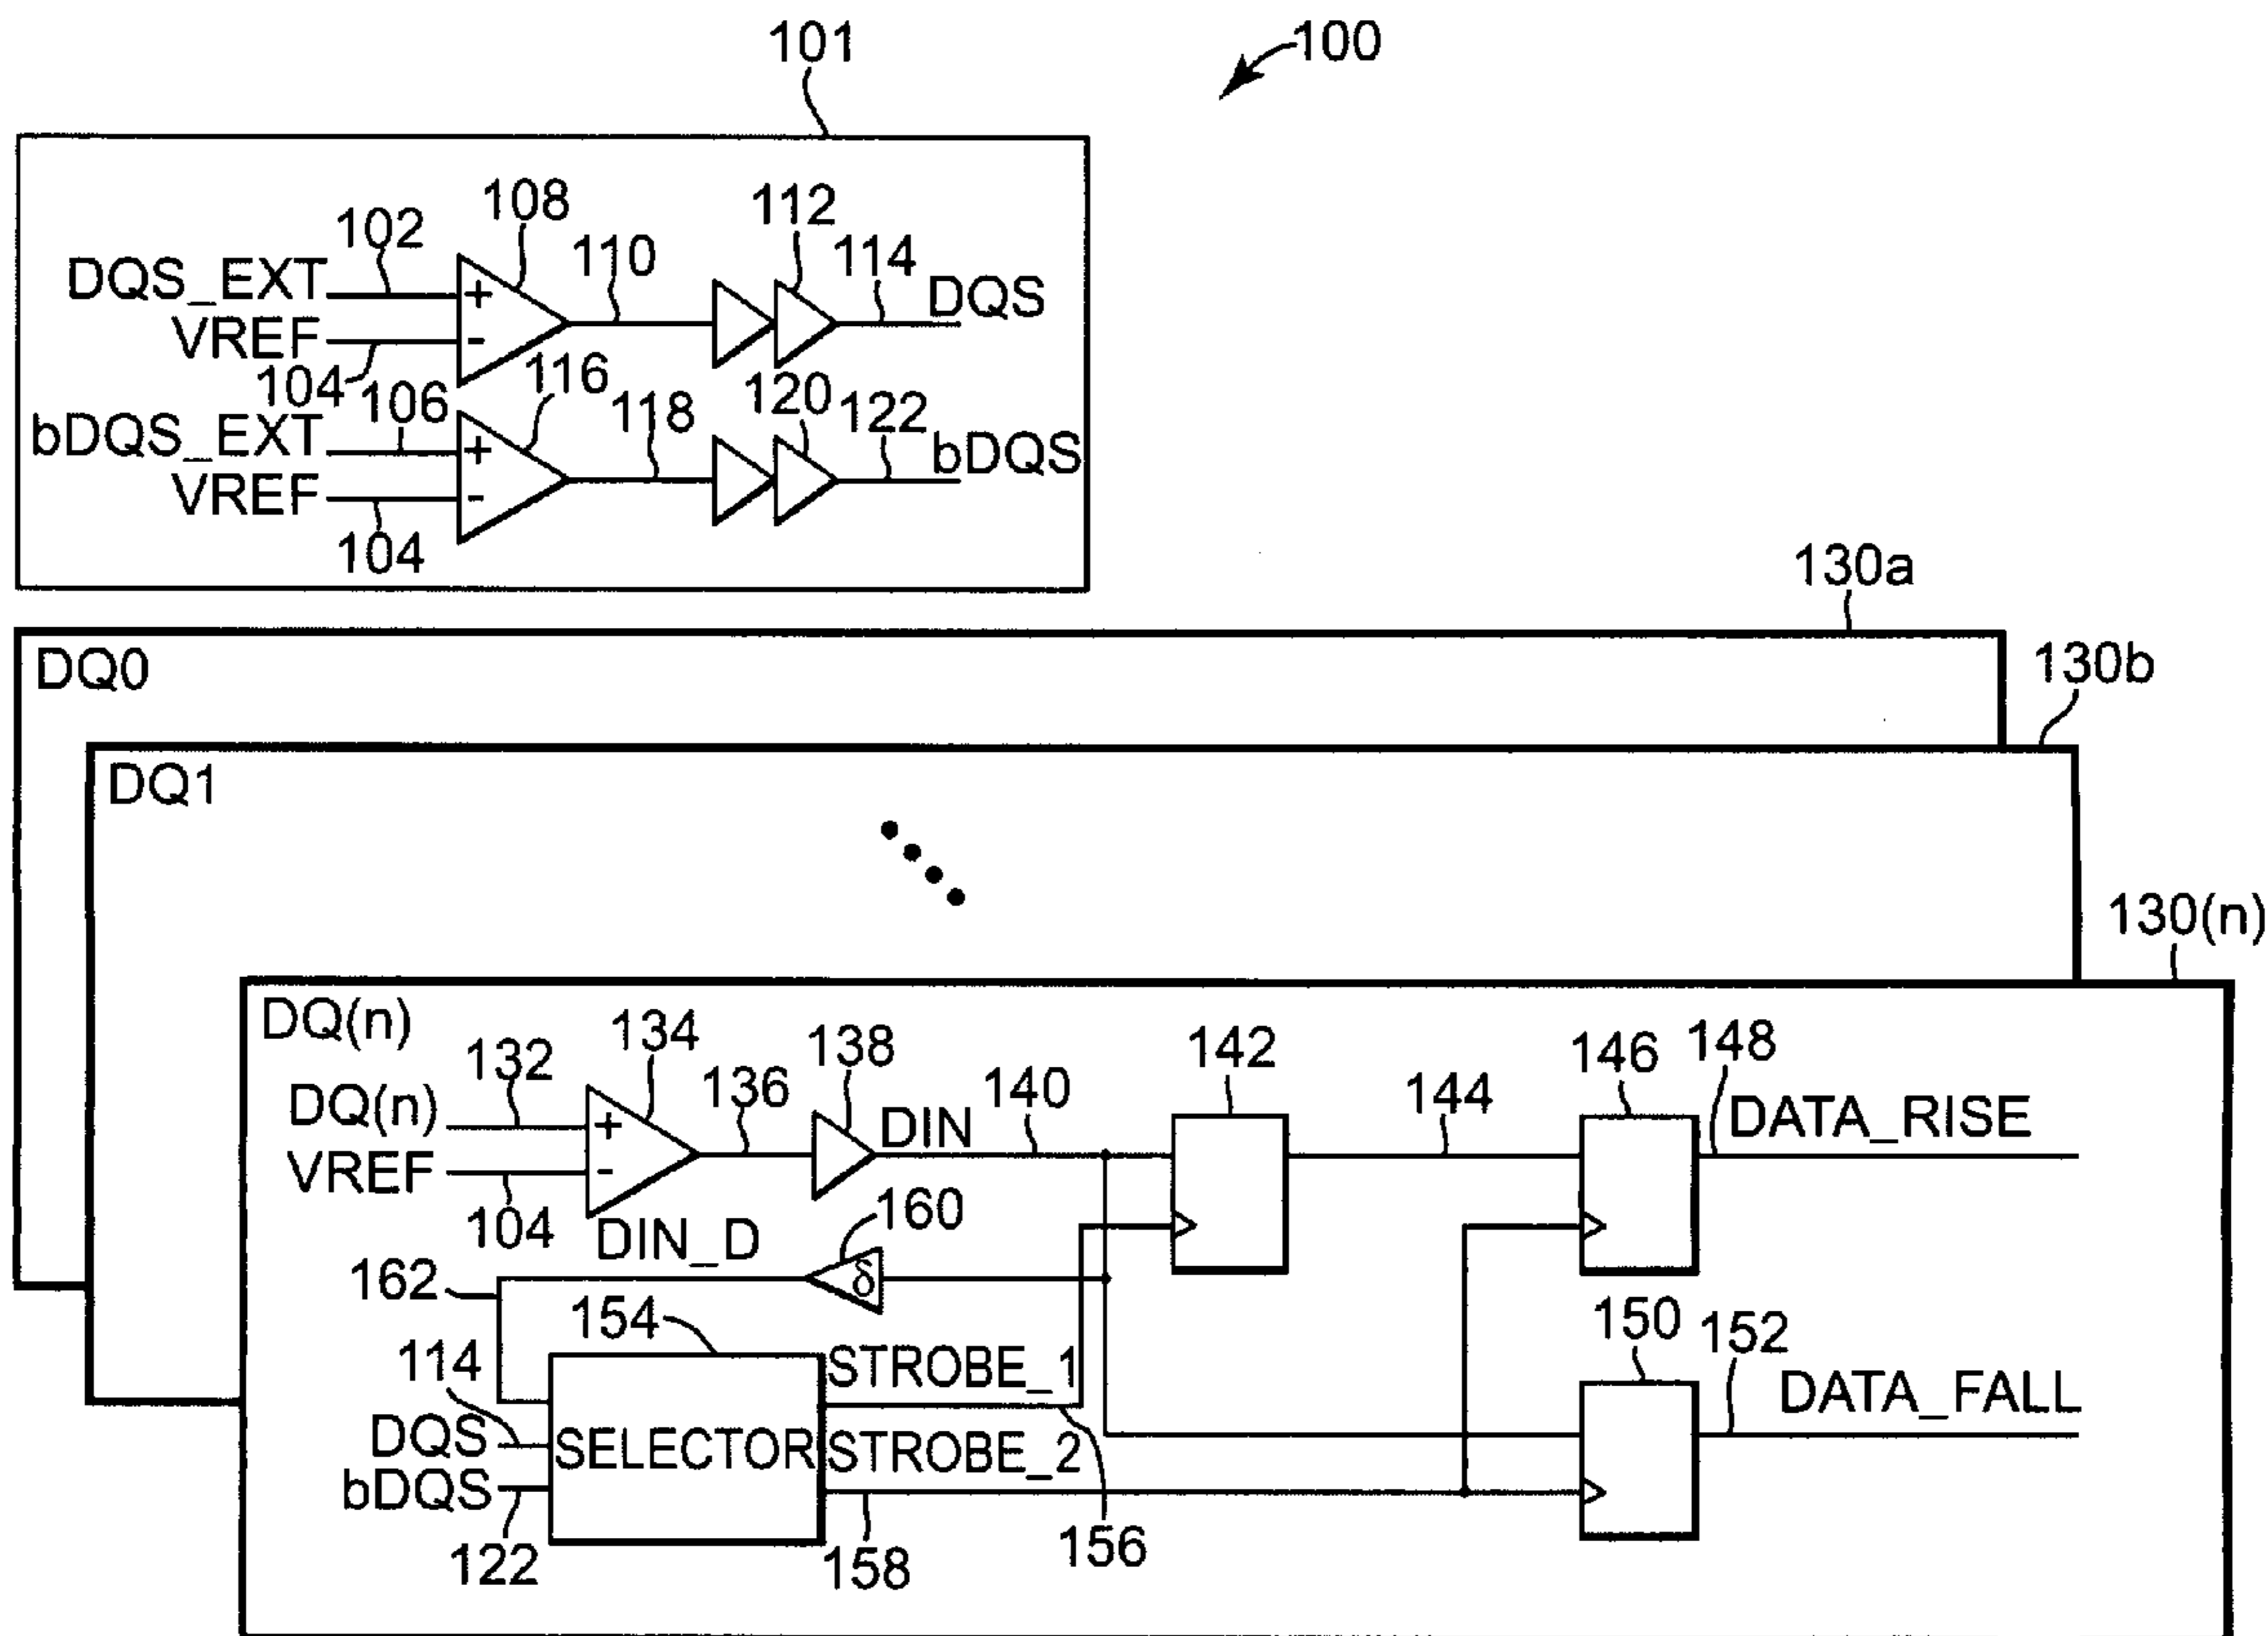 101
100
108
112
102
110
114
DQS_EXT
+
DQS
VREF
-
104
106
116
120
118
122
bDQS_EXT
+
bDQS
VREF
-
104
130a
DQ0
130b
DQ1
130(n)
DQ(n)
134
138
142
146
148
132
136
140
144
DQ(n)
+
DIN
DATA_RISE
VREF
-
104
DIN_D
160
δ
162
154
150
152
114
STROBE_1
DATA_FALL
DQS
SELECTOR
STROBE_2
bDQS
122
158
156